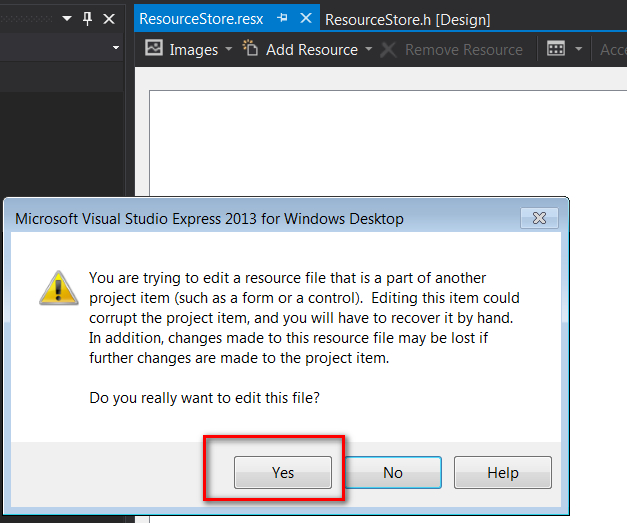 ResourceStore.resx ResourceStore.h [Design]
Images Add Resource Remove Resource Acce
Microsoft Visual Studio Express 2013 for Windows Desktop
You are trying to edit a resource file that is a part of another
project item (such as a form or a control).  Editing this item could
corrupt the project item, and you will have to recover it by hand.
In addition, changes made to this resource file may be lost if
further changes are made to the project item.
Do you really want to edit this file?
Yes No Help